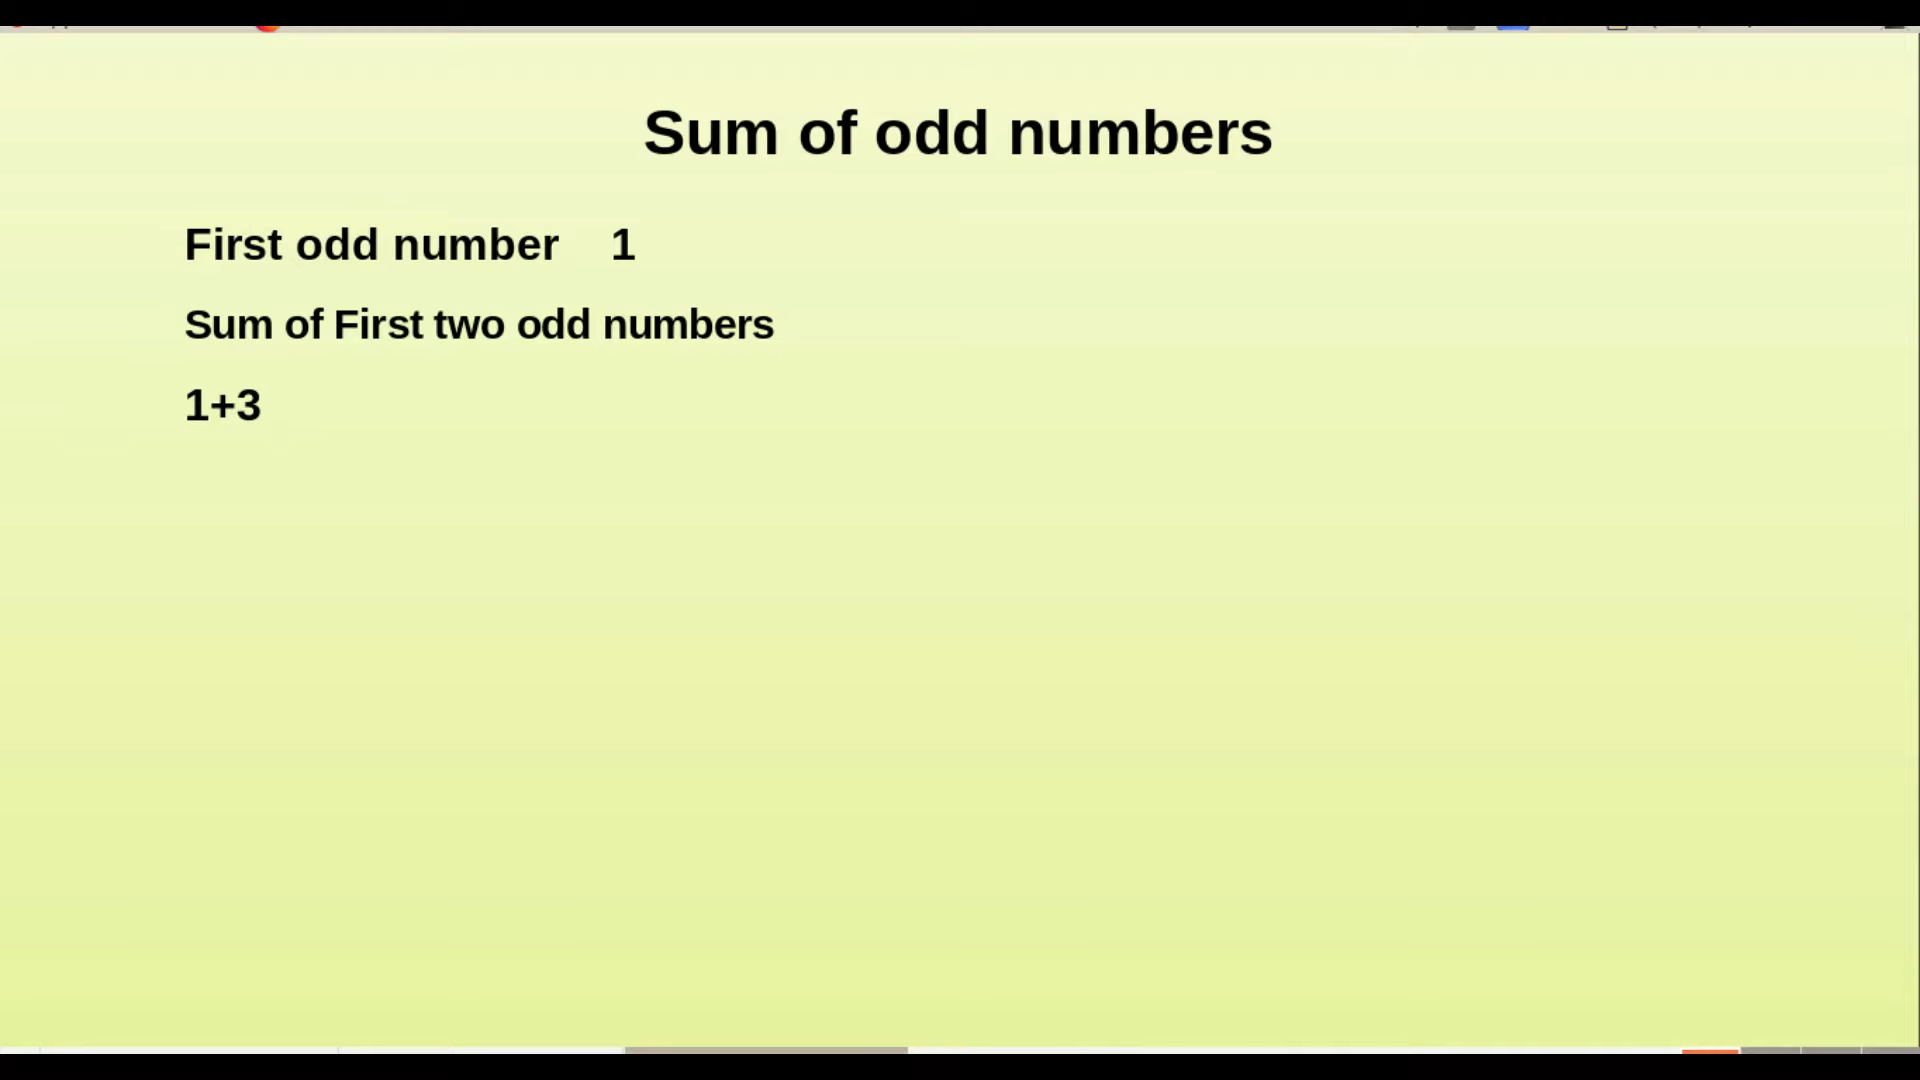 Sum of odd numbers
First odd number 1
Sum of First two odd numbers
1+3